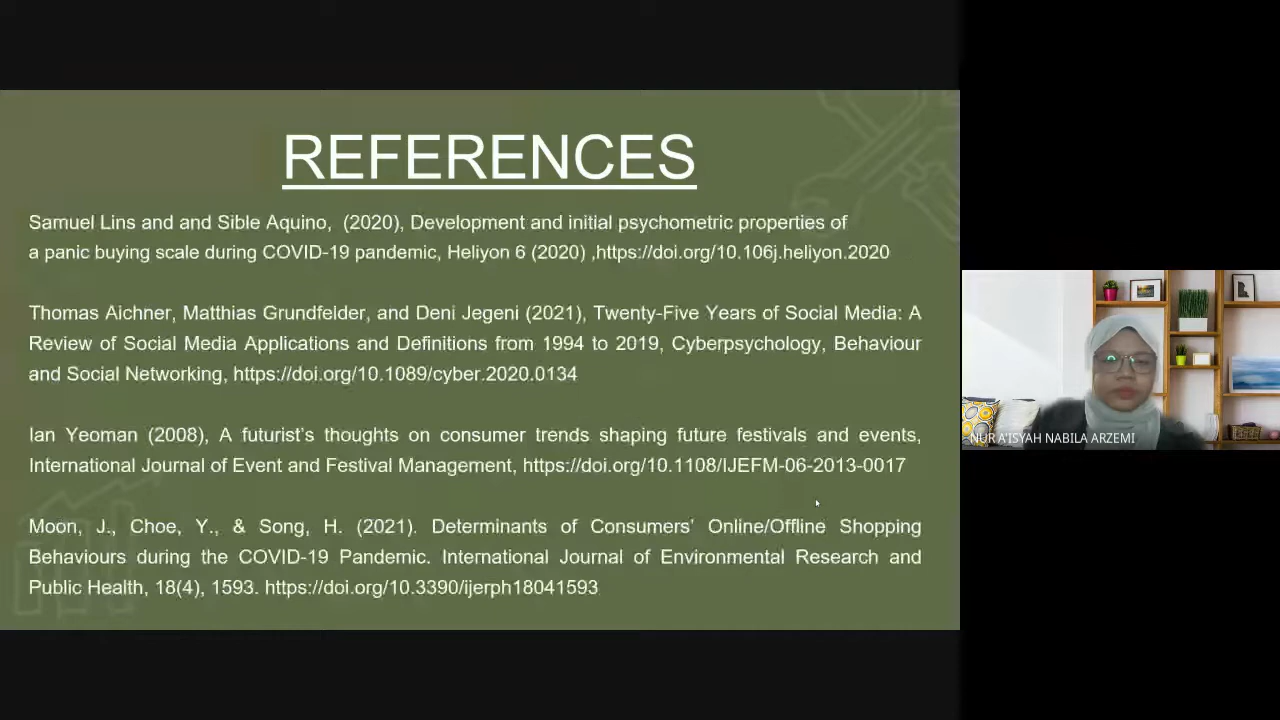 REFERENCES
Samuel Lins and and Sible Aquino, (2020), Development and initial psychometric properties of
a panic buying scale during COVID-19 pandemic, Heliyon 6 (2020) ,https://doi.org/10.106j.heliyon.2020
Thomas Aichner, Matthias Grundfelder, and Deni Jegeni (2021), Twenty-Five Years of Social Media: A
Review of Social Media Applications and Definitions from 1994 to 2019, Cyberpsychology, Behaviour
and Social Networking, https://doi.org/10.1089/cyber.2020.0134
Ian Yeoman (2008), A futurist’s thoughts on consumer trends shaping future festivals and events,
International Journal of Event and Festival Management, https://doi.org/10.1108/IJEFM-06-2013-0017
Moon, J., Choe, Y., & Song, H. (2021). Determinants of Consumers’ Online/Offline Shopping
Behaviours during the COVID-19 Pandemic. International Journal of Environmental Research and
Public Health, 18(4), 1593. https://doi.org/10.3390/ijerph18041593
NUR A'ISYAH NABILA ARZEMI